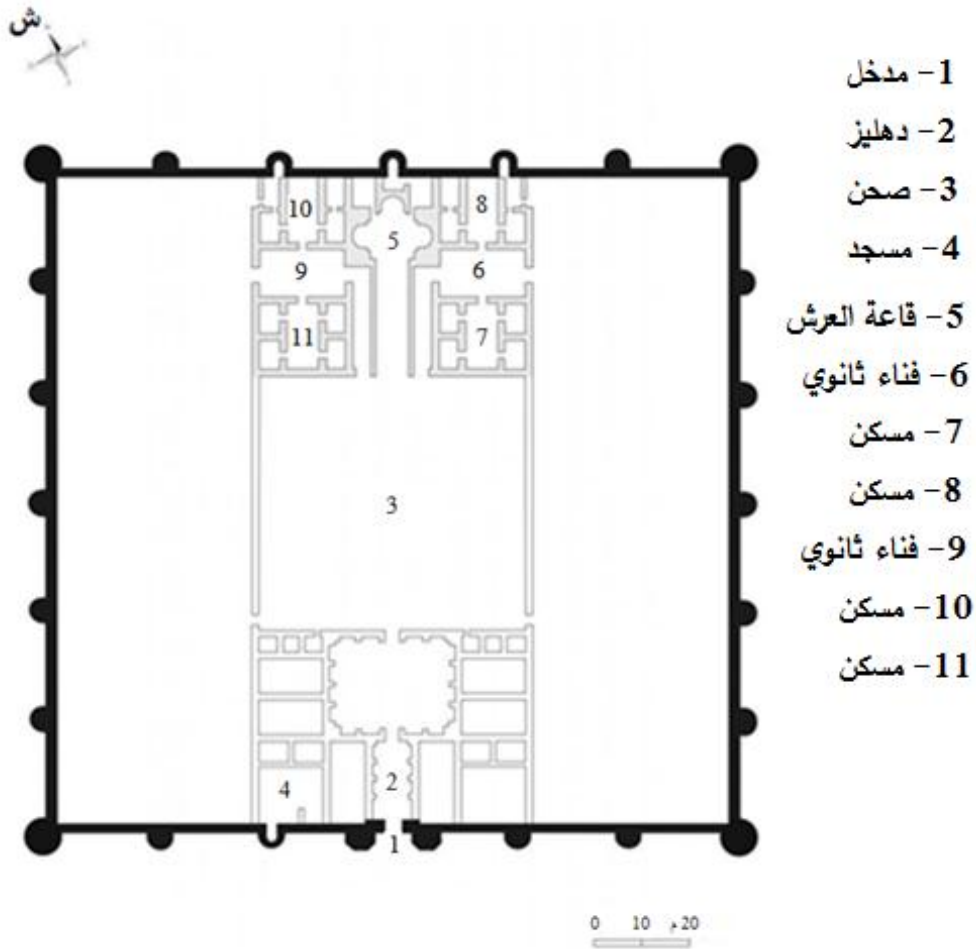 ش
1- مدخل
2- دهليز
3- صحن
4- مسجد
5- قاعة العرش
6- فناء ثانوي
7- مسكن
8- مسكن
9- فناء ثانوي
10- مسكن
11- مسكن
10 5 8
9 6
11 7
3
4 2
1
0 10 20 م